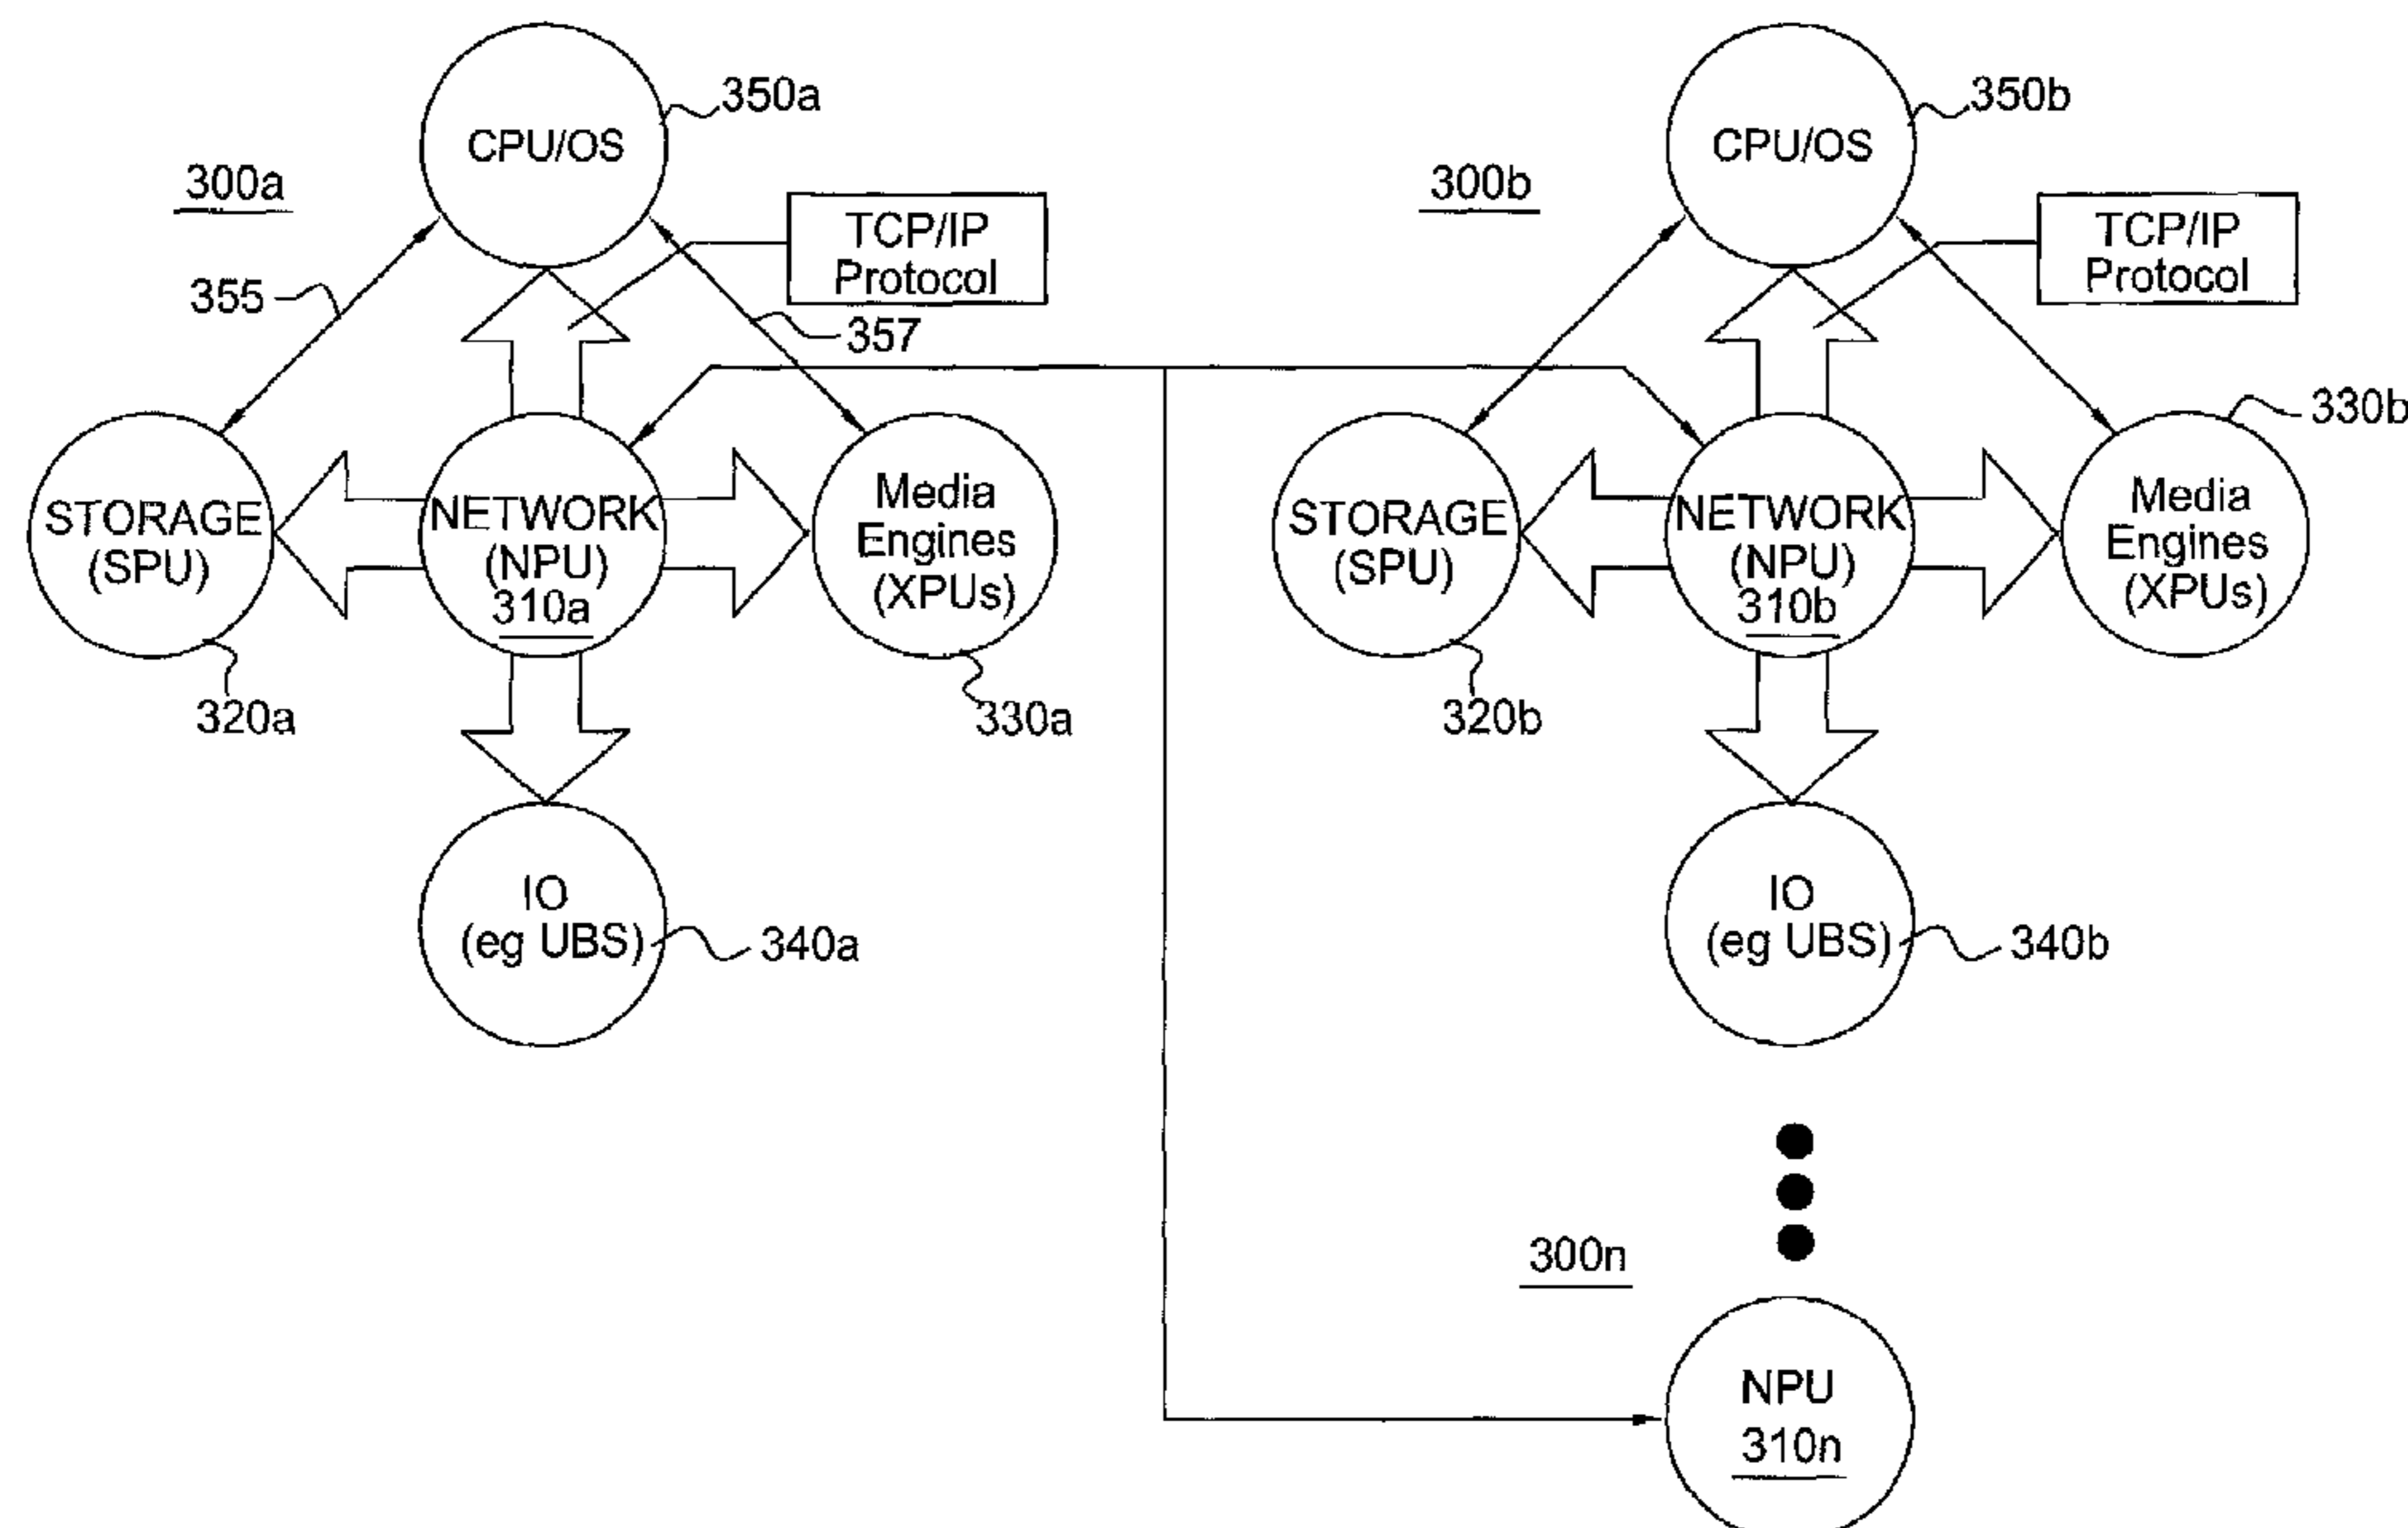 CPU/OS
350a
300a
TCP/IP
Protocol
355
357
STORAGE
(SPU)
NETWORK
(NPU)
310a
Media
Engines
(XPUs)
320a
330a
IO
(eg UBS)
340a
CPU/OS
350b
300b
TCP/IP
Protocol
330b
STORAGE
(SPU)
NETWORK
(NPU)
310b
Media
Engines
(XPUs)
320b
IO
(eg UBS)
340b
300n
NPU
310n